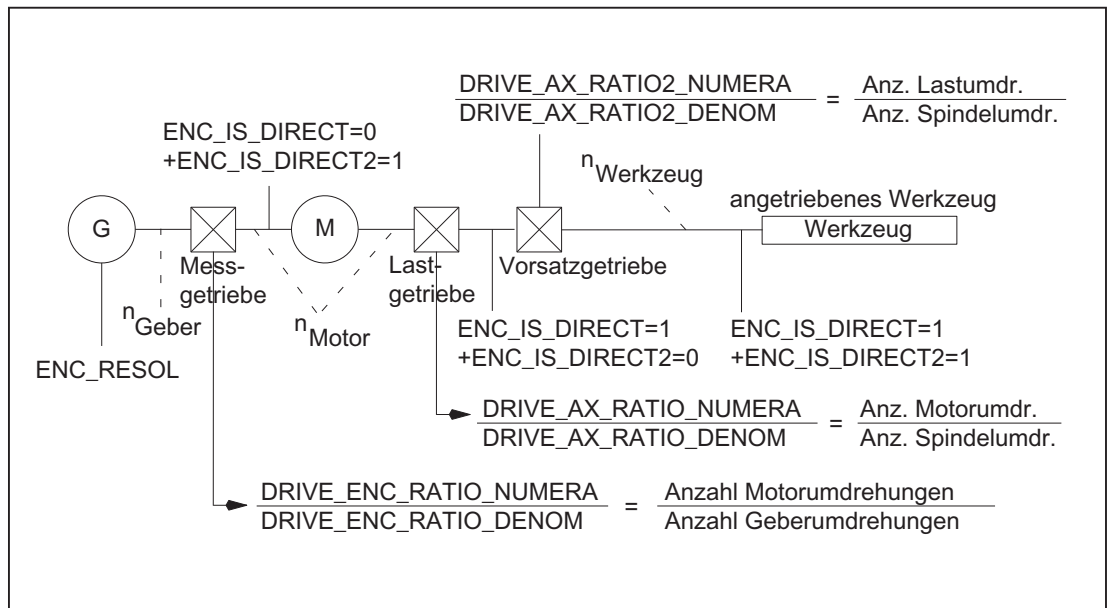 DRIVE_AX_RATIO2_NUMERA
DRIVE_AX_RATIO2_DENOM
=
Anz. Lastumdr.
Anz. Spindelumdr.
ENC_IS_DIRECT=0
+ENC_IS_DIRECT2=1
nWerkzeug
angetriebenes Werkzeug
G
M
Werkzeug
Mess-
getriebe
Last-
getriebe
Vorsatzgetriebe
nGeber
nMotor
ENC_RESOL
ENC_IS_DIRECT=1
+ENC_IS_DIRECT2=0
ENC_IS_DIRECT=1
+ENC_IS_DIRECT2=1
DRIVE_AX_RATIO_NUMERA
DRIVE_AX_RATIO_DENOM
=
Anz. Motorumdr.
Anz. Spindelumdr.
DRIVE_ENC_RATIO_NUMERA
DRIVE_ENC_RATIO_DENOM
=
Anzahl Motorumdrehungen
Anzahl Geberumdrehungen